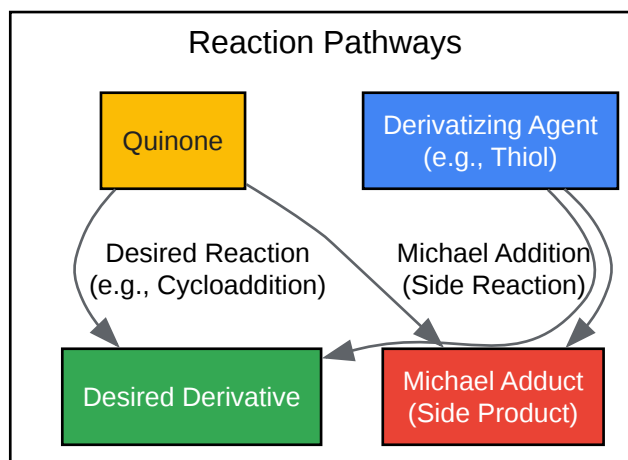 Reaction Pathways
Quinone
Derivatizing Agent
(e.g., Thiol)
Desired Reaction
(e.g., Cycloaddition)
Michael Addition
(Side Reaction)
Desired Derivative
Michael Adduct
(Side Product)